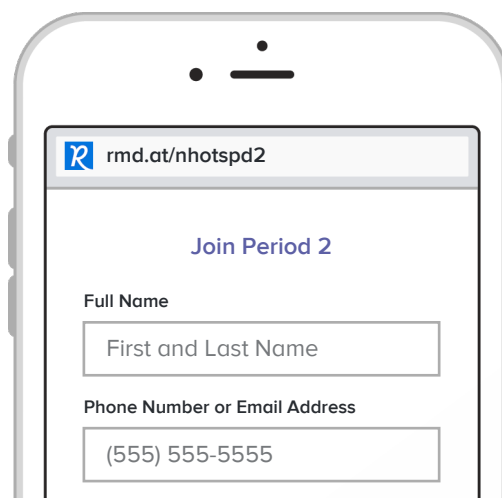 rmd.at/nhotspd2
Join Period 2
Full Name
First and Last Name
Phone Number or Email Address
(555) 555-5555